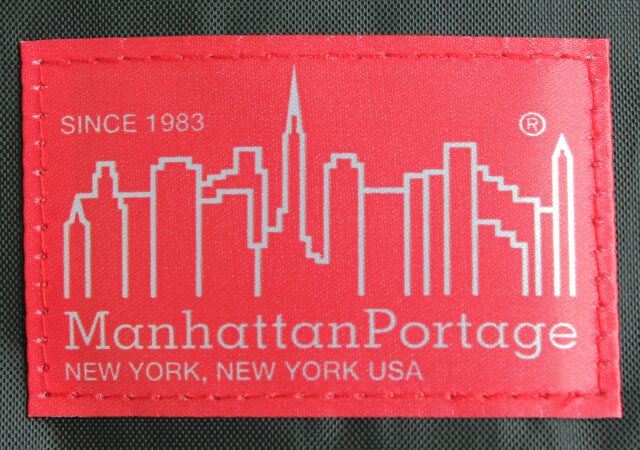 SINCE 1983
®
ManhattanPortage
NEW YORK, NEW YORK USA